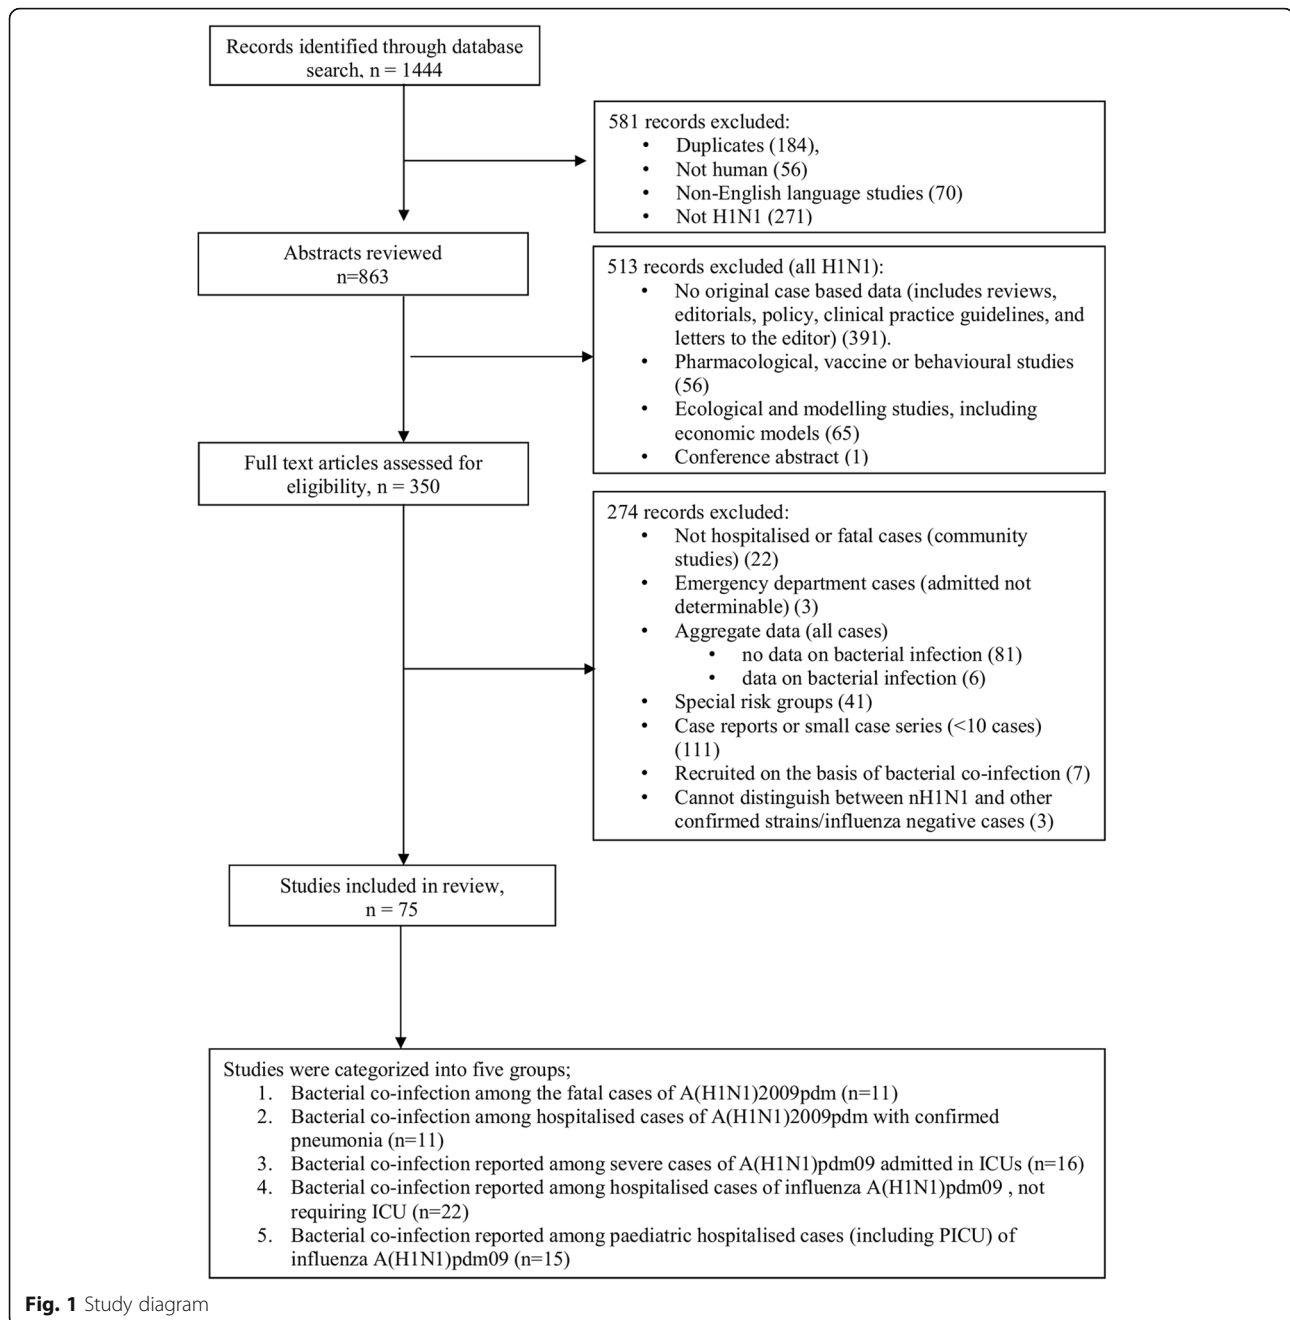 Records identified through database
search, n = 1444
581 records excluded:
• Duplicates (184),
• Not human (56)
• Non-English language studies (70)
• Not H1N1 (271)
Abstracts reviewed
n=863
513 records excluded (all H1N1):
• No original case based data (includes reviews,
editorials, policy, clinical practice guidelines, and
letters to the editor) (391).
• Pharmacological, vaccine or behavioural studies
(56)
• Ecological and modelling studies, including
economic models (65)
• Conference abstract (1)
Full text articles assessed for
eligibility, n = 350
274 records excluded:
• Not hospitalised or fatal cases (community
studies) (22)
• Emergency department cases (admitted not
determinable) (3)
• Aggregate data (all cases)
• no data on bacterial infection (81)
• data on bacterial infection (6)
• Special risk groups (41)
• Case reports or small case series (<10 cases)
(111)
• Recruited on the basis of bacterial co-infection (7)
• Cannot distinguish between nH1N1 and other
confirmed strains/influenza negative cases (3)
Studies included in review,
n = 75
Studies were categorized into five groups;
1. Bacterial co-infection among the fatal cases of A(H1N1)2009pdm (n=11)
2. Bacterial co-infection among hospitalised cases of A(H1N1)2009pdm with confirmed
pneumonia (n=11)
3. Bacterial co-infection reported among severe cases of A(H1N1)pdm09 admitted in ICUs (n=16)
4. Bacterial co-infection reported among hospitalised cases of influenza A(H1N1)pdm09 , not
requiring ICU (n=22)
5. Bacterial co-infection reported among paediatric hospitalised cases (including PICU) of
influenza A(H1N1)pdm09 (n=15)
Fig. 1 Study diagram